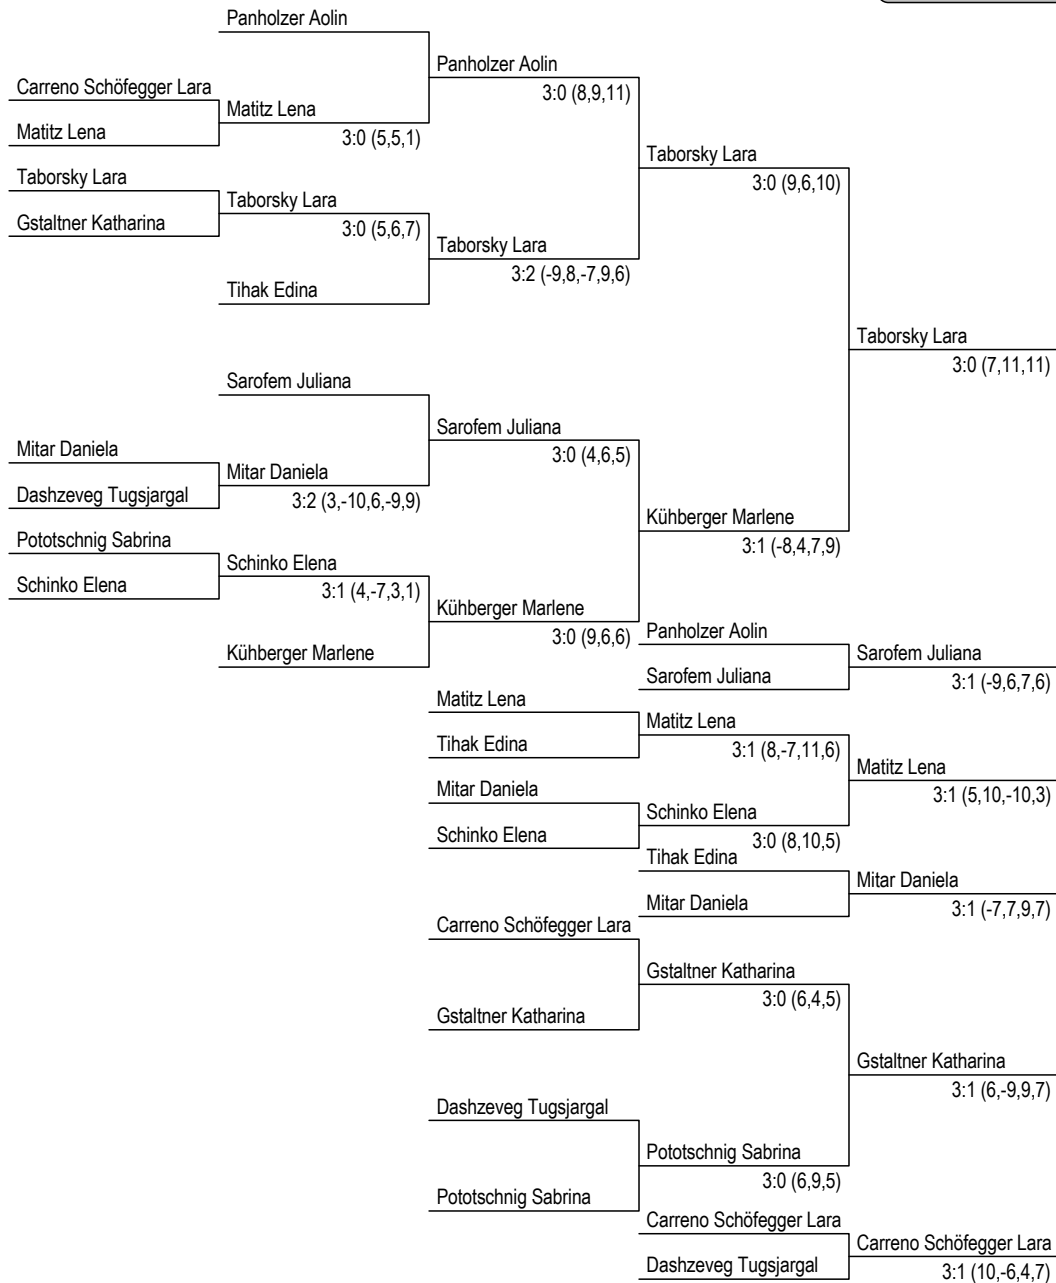 Panholzer Aolin
Panholzer Aolin
3:0 (8,9,11)
Carreno Schöfegger Lara
Matitz Lena
3:0 (5,5,1)
Matitz Lena
Taborsky Lara
3:0 (9,6,10)
Taborsky Lara
Taborsky Lara
3:0 (5,6,7)
Gstaltner Katharina
Taborsky Lara
3:2 (-9,8,-7,9,6)
Tihak Edina
Taborsky Lara
3:0 (7,11,11)
Sarofem Juliana
Sarofem Juliana
3:0 (4,6,5)
Mitar Daniela
Mitar Daniela
3:2 (3,-10,6,-9,9)
Dashzeveg Tugsjargal
Kühberger Marlene
3:1 (-8,4,7,9)
Pototschnig Sabrina
Schinko Elena
3:1 (4,-7,3,1)
Schinko Elena
Kühberger Marlene
3:0 (9,6,6)
Kühberger Marlene
Panholzer Aolin
Sarofem Juliana
3:1 (-9,6,7,6)
Sarofem Juliana
Matitz Lena
Matitz Lena
3:1 (8,-7,11,6)
Tihak Edina
Matitz Lena
3:1 (5,10,-10,3)
Mitar Daniela
Schinko Elena
3:0 (8,10,5)
Schinko Elena
Tihak Edina
Mitar Daniela
3:1 (-7,7,9,7)
Mitar Daniela
Carreno Schöfegger Lara
Gstaltner Katharina
3:0 (6,4,5)
Gstaltner Katharina
Gstaltner Katharina
3:1 (6,-9,9,7)
Dashzeveg Tugsjargal
Pototschnig Sabrina
3:0 (6,9,5)
Pototschnig Sabrina
Carreno Schöfegger Lara
Carreno Schöfegger Lara
3:1 (10,-6,4,7)
Dashzeveg Tugsjargal